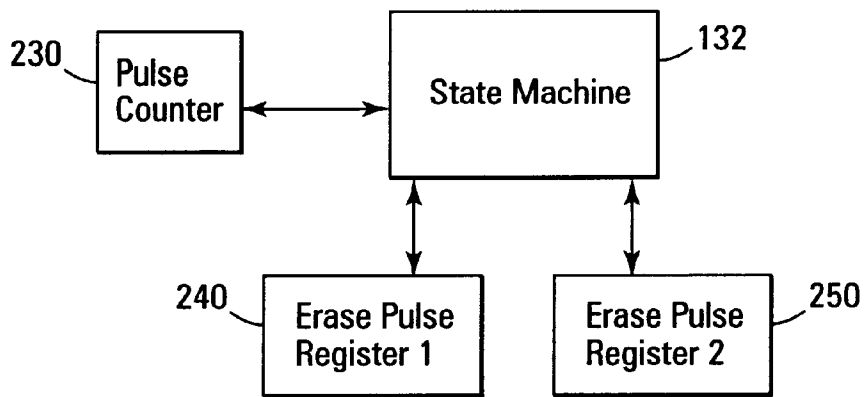 230
Pulse
Counter
132
State Machine
240
Erase Pulse
Register 1
250
Erase Pulse
Register 2